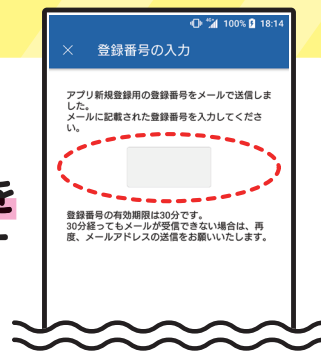 100% 18:14
× 登録番号の入力
アプリ新規登録用の登録番号をメールで送信しま
した。
メールに記載された登録番号を入力してくださ
い。
を
登録番号の有効期限は30分です。
30分経ってもメールが受信できない場合は、再
度、メールアドレスの送信をお願いいたします。